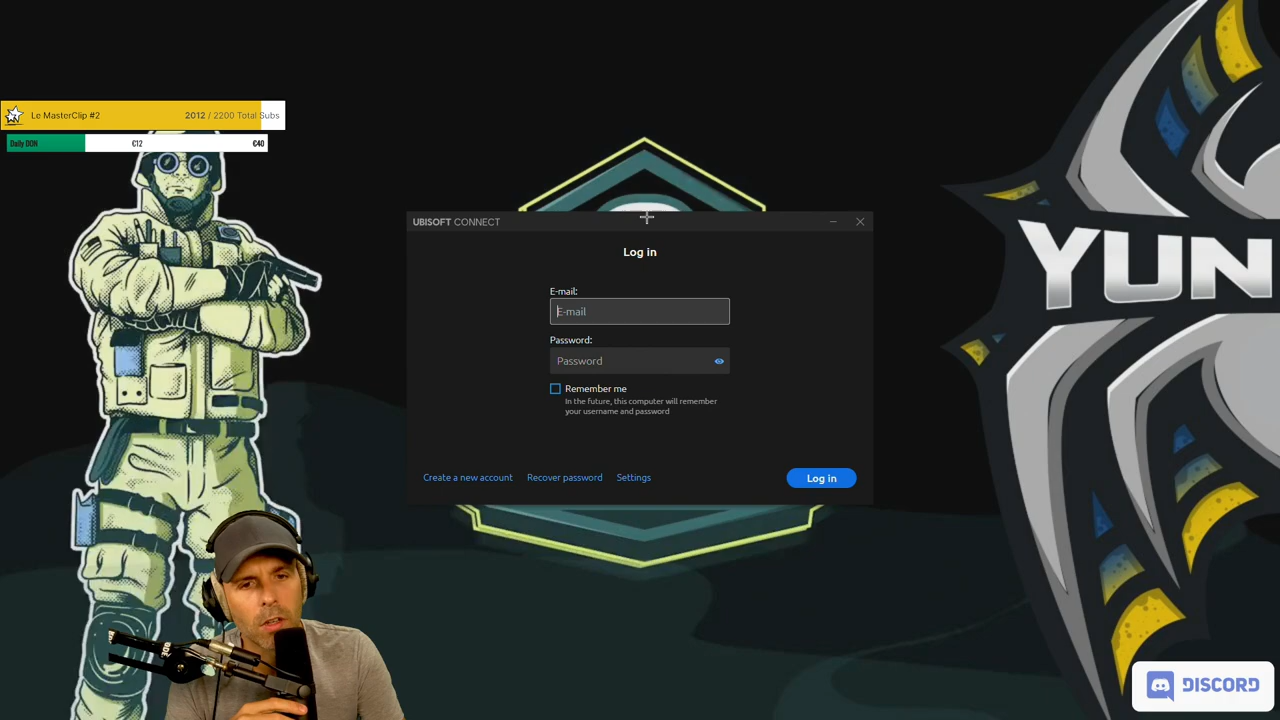 Le MasterClip #2
2012 / 2200 Total Subs
Daily DON
€12
€40
UBISOFT CONNECT
Log in
E-mail:
E-mail
Password:
Password
Remember me
In the future, this computer will remember
your username and password
Create a new account
Recover password
Settings
Log in
YUN
DISCORD